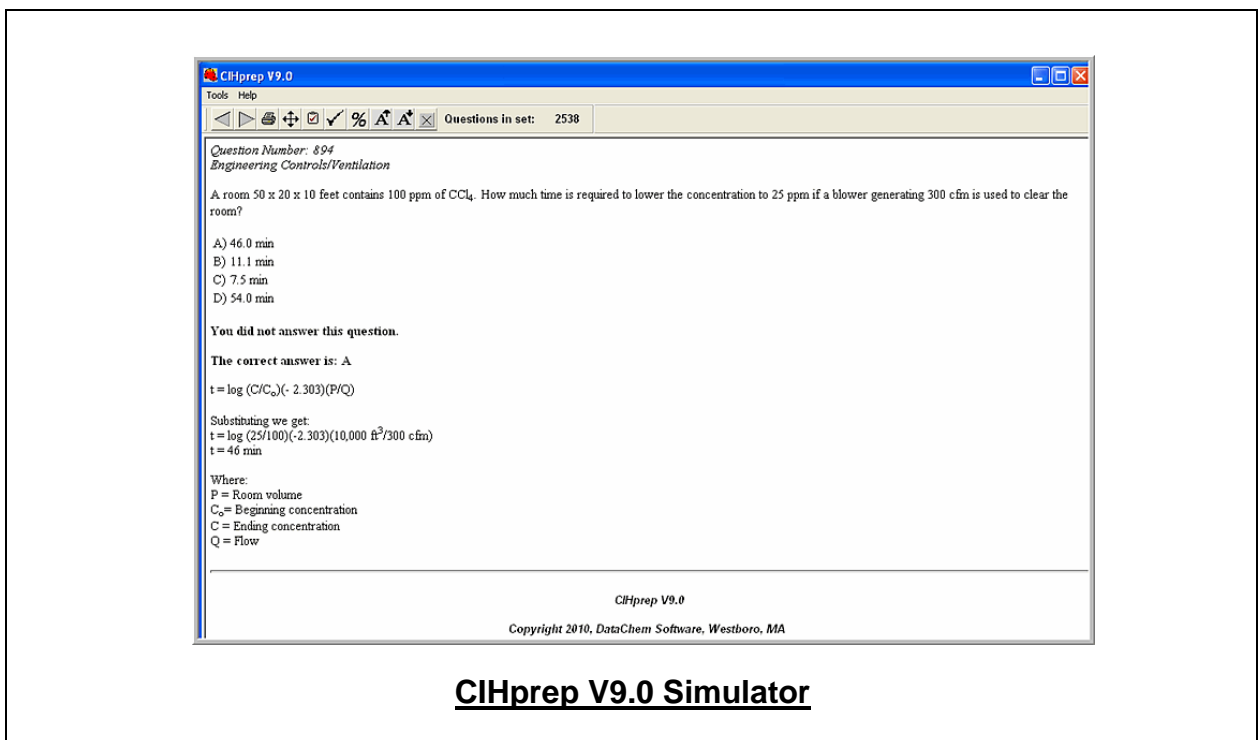 CIHprep V9.0
Tools Help
% A A Questions in set: 2538
Question Number: 894
Engineering Controls/Ventilation
A room 50 x 20 x 10 feet contains 100 ppm of CCl₄. How much time is required to lower the concentration to 25 ppm if a blower generating 300 cfm is used to clear the
room?
A) 46.0 min
B) 11.1 min
C) 7.5 min
D) 54.0 min
You did not answer this question.
The correct answer is: A
t = log (C/Cₒ)(- 2.303)(P/Q)
Substituting we get:
t = log (25/100)(-2.303)(10,000 ft³/300 cfm)
t = 46 min
Where:
P = Room volume
Cₒ= Beginning concentration
C = Ending concentration
Q = Flow
CIHprep V9.0
Copyright 2010, DataChem Software, Westboro, MA
CIHprep V9.0 Simulator